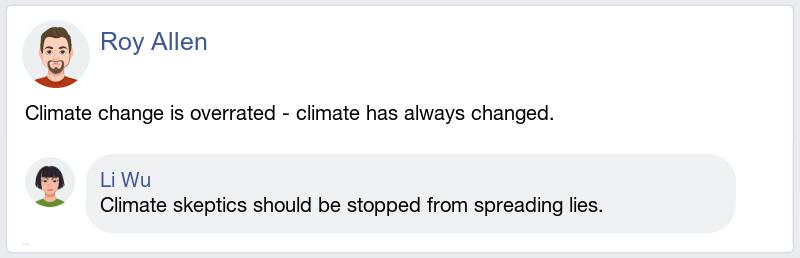 Roy Allen
Climate change is overrated - climate has always changed.
Li Wu
Climate skeptics should be stopped from spreading lies.